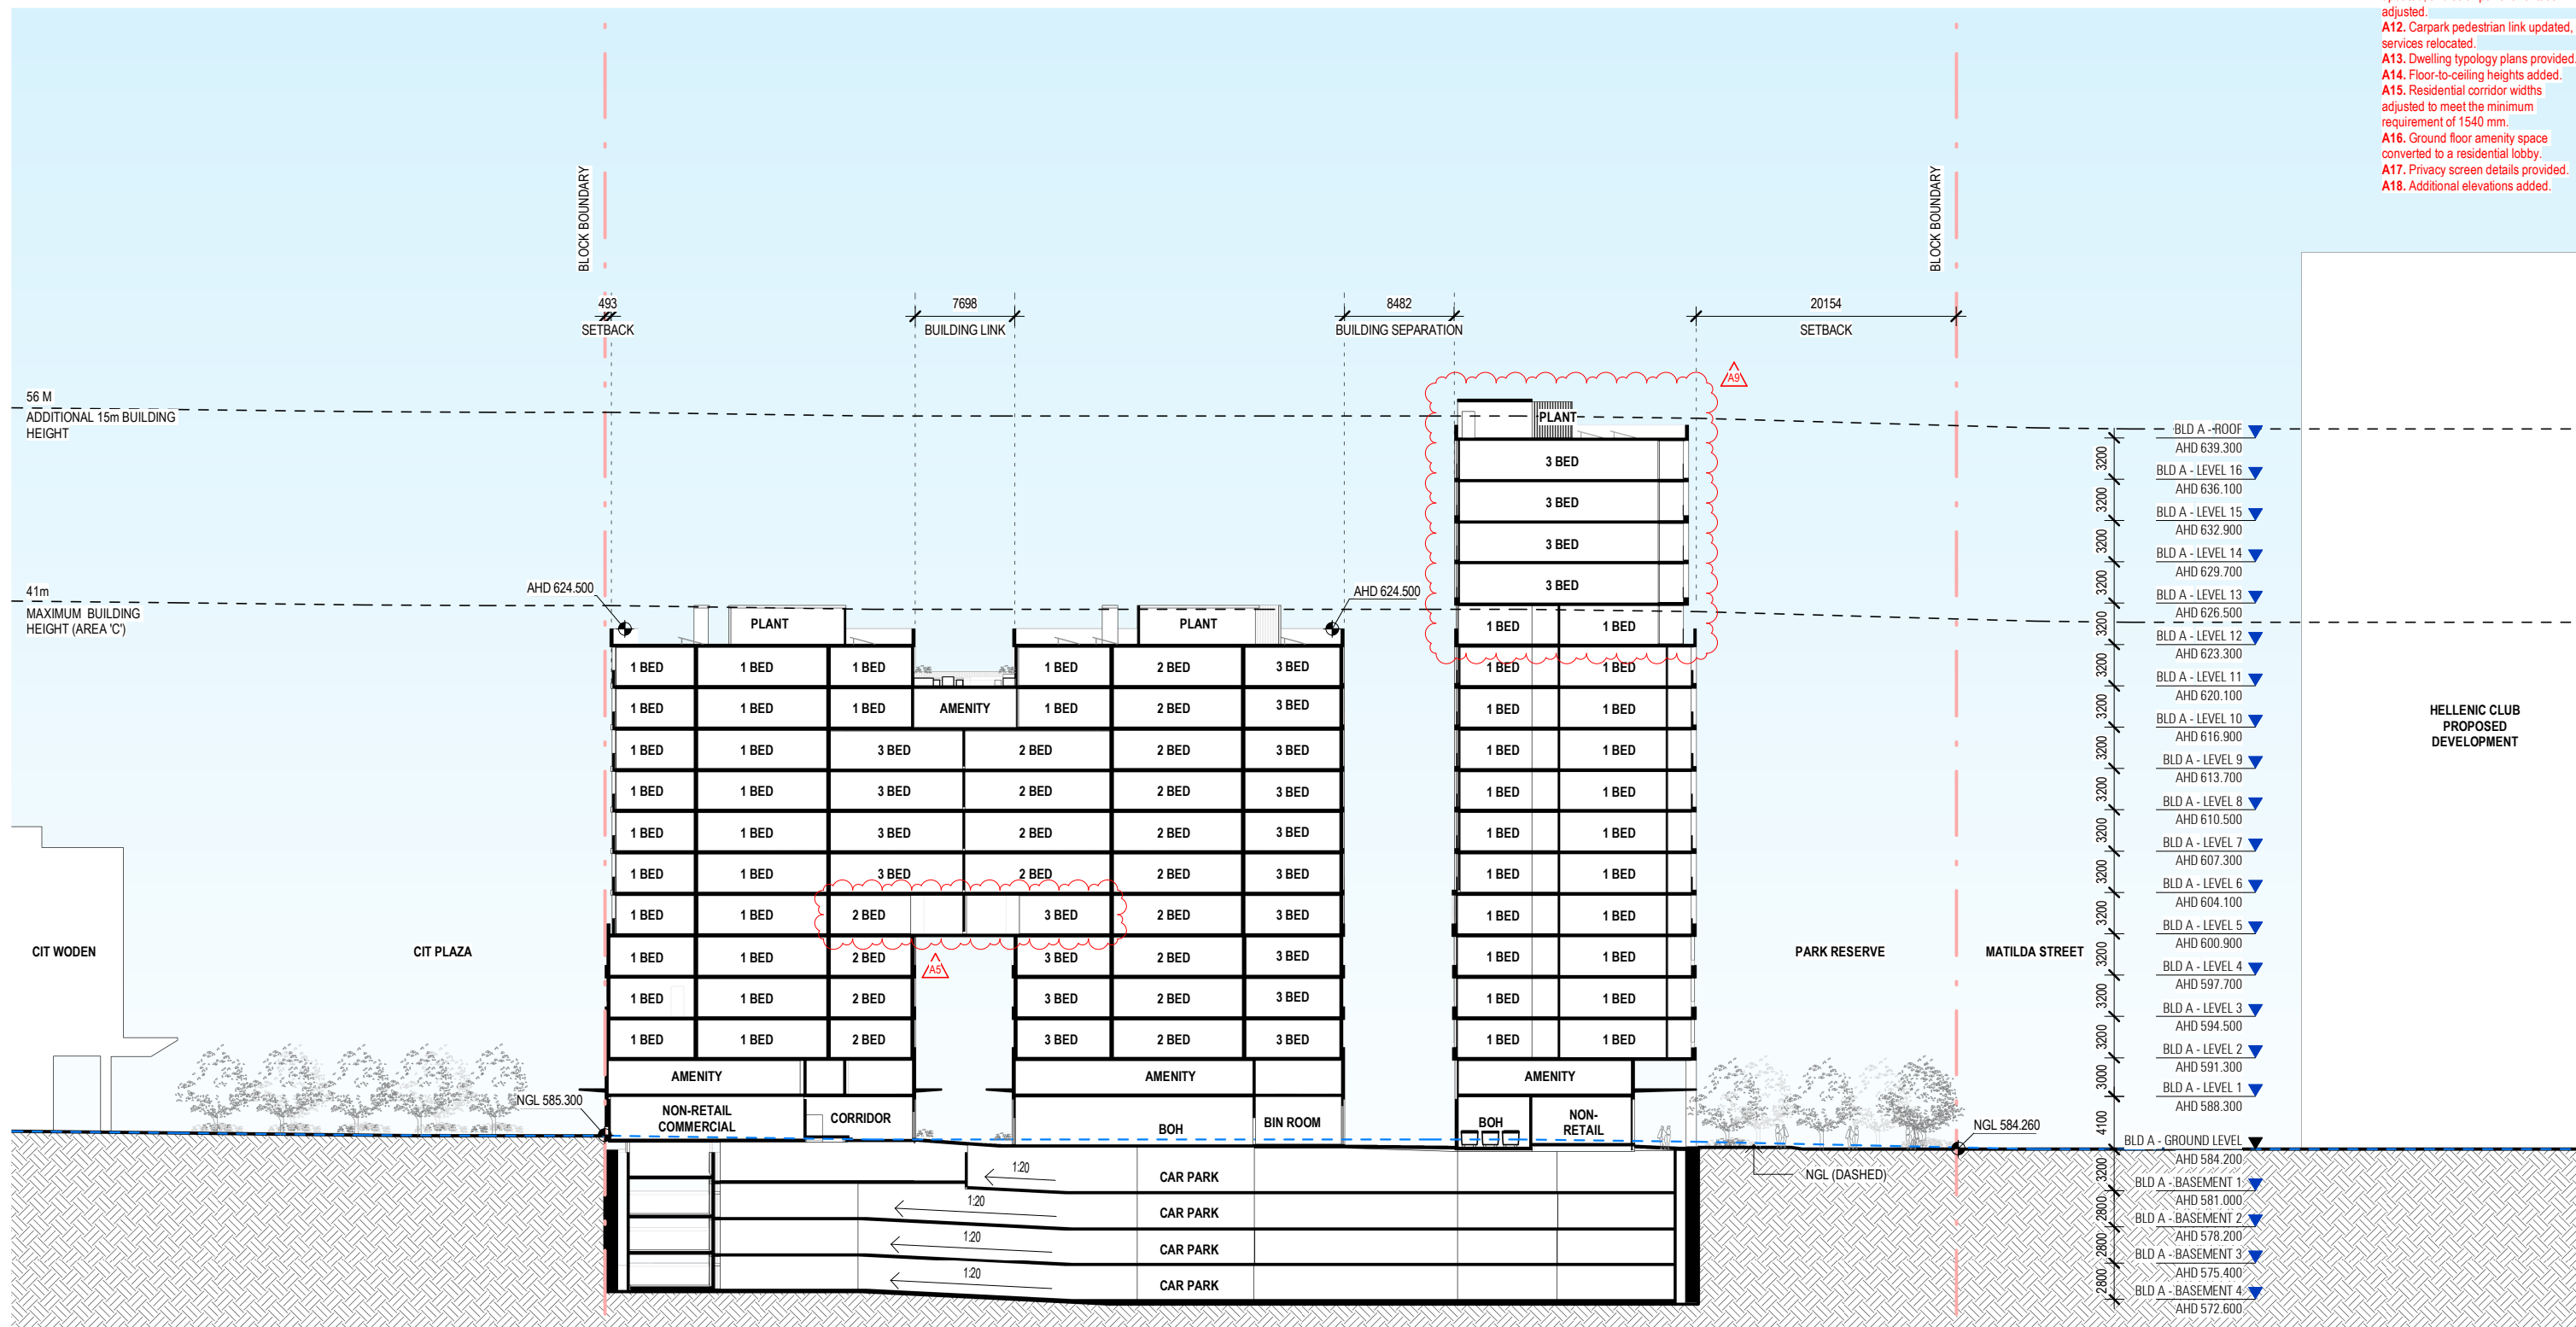 adjusted.
A12. Carpark pedestrian link updated,
services relocated.
A13. Dwelling typology plans provided.
A14. Floor-to-ceiling heights added.
A15. Residential corridor widths
adjusted to meet the minimum
requirement of 1540 mm.
A16. Ground floor amenity space
converted to a residential lobby.
A17. Privacy screen details provided.
A18. Additional elevations added.
BLOCK BOUNDARY
BLOCK BOUNDARY
493
SETBACK
7698
BUILDING LINK
8482
BUILDING SEPARATION
20154
SETBACK
A9
56 M
ADDITIONAL 15m BUILDING
HEIGHT
41m
MAXIMUM BUILDING
HEIGHT (AREA 'C')
AHD 624.500
AHD 624.500
PLANT
3 BED
3 BED
3 BED
3 BED
1 BED 1 BED
PLANT PLANT
1 BED 1 BED 1 BED 1 BED 2 BED 3 BED 1 BED 1 BED
1 BED 1 BED 1 BED AMENITY 1 BED 2 BED 3 BED 1 BED 1 BED
1 BED 1 BED 3 BED 2 BED 2 BED 3 BED 1 BED 1 BED
1 BED 1 BED 3 BED 2 BED 2 BED 3 BED 1 BED 1 BED
1 BED 1 BED 3 BED 2 BED 2 BED 3 BED 1 BED 1 BED
1 BED 1 BED 3 BED 2 BED 2 BED 3 BED 1 BED 1 BED
1 BED 1 BED 2 BED 3 BED 2 BED 3 BED 1 BED 1 BED
1 BED 1 BED 2 BED 3 BED 2 BED 3 BED 1 BED 1 BED
A5
1 BED 1 BED 2 BED 3 BED 2 BED 3 BED 1 BED 1 BED
1 BED 1 BED 2 BED 3 BED 2 BED 3 BED 1 BED 1 BED
AMENITY AMENITY AMENITY
NON-RETAIL
COMMERCIAL
CORRIDOR
BOH
BIN ROOM
BOH
NON-
RETAIL
CIT WODEN
CIT PLAZA
PARK RESERVE
MATILDA STREET
HELLENIC CLUB
PROPOSED
DEVELOPMENT
NGL 585.300
NGL 584.260
NGL (DASHED)
1:20
CAR PARK
1:20
CAR PARK
1:20
CAR PARK
1:20
CAR PARK
BLD A - ROOF
AHD 639.300
3200
BLD A - LEVEL 16
AHD 636.100
3200
BLD A - LEVEL 15
AHD 632.900
3200
BLD A - LEVEL 14
AHD 629.700
3200
BLD A - LEVEL 13
AHD 626.500
3200
BLD A - LEVEL 12
AHD 623.300
3200
BLD A - LEVEL 11
AHD 620.100
3200
BLD A - LEVEL 10
AHD 616.900
3200
BLD A - LEVEL 9
AHD 613.700
3200
BLD A - LEVEL 8
AHD 610.500
3200
BLD A - LEVEL 7
AHD 607.300
3200
BLD A - LEVEL 6
AHD 604.100
3200
BLD A - LEVEL 5
AHD 600.900
3200
BLD A - LEVEL 4
AHD 597.700
3200
BLD A - LEVEL 3
AHD 594.500
3200
BLD A - LEVEL 2
AHD 591.300
3000
BLD A - LEVEL 1
AHD 588.300
4100
BLD A - GROUND LEVEL
AHD 584.200
3200
BLD A - BASEMENT 1
AHD 581.000
2800
BLD A - BASEMENT 2
AHD 578.200
2800
BLD A - BASEMENT 3
AHD 575.400
2800
BLD A - BASEMENT 4
AHD 572.600